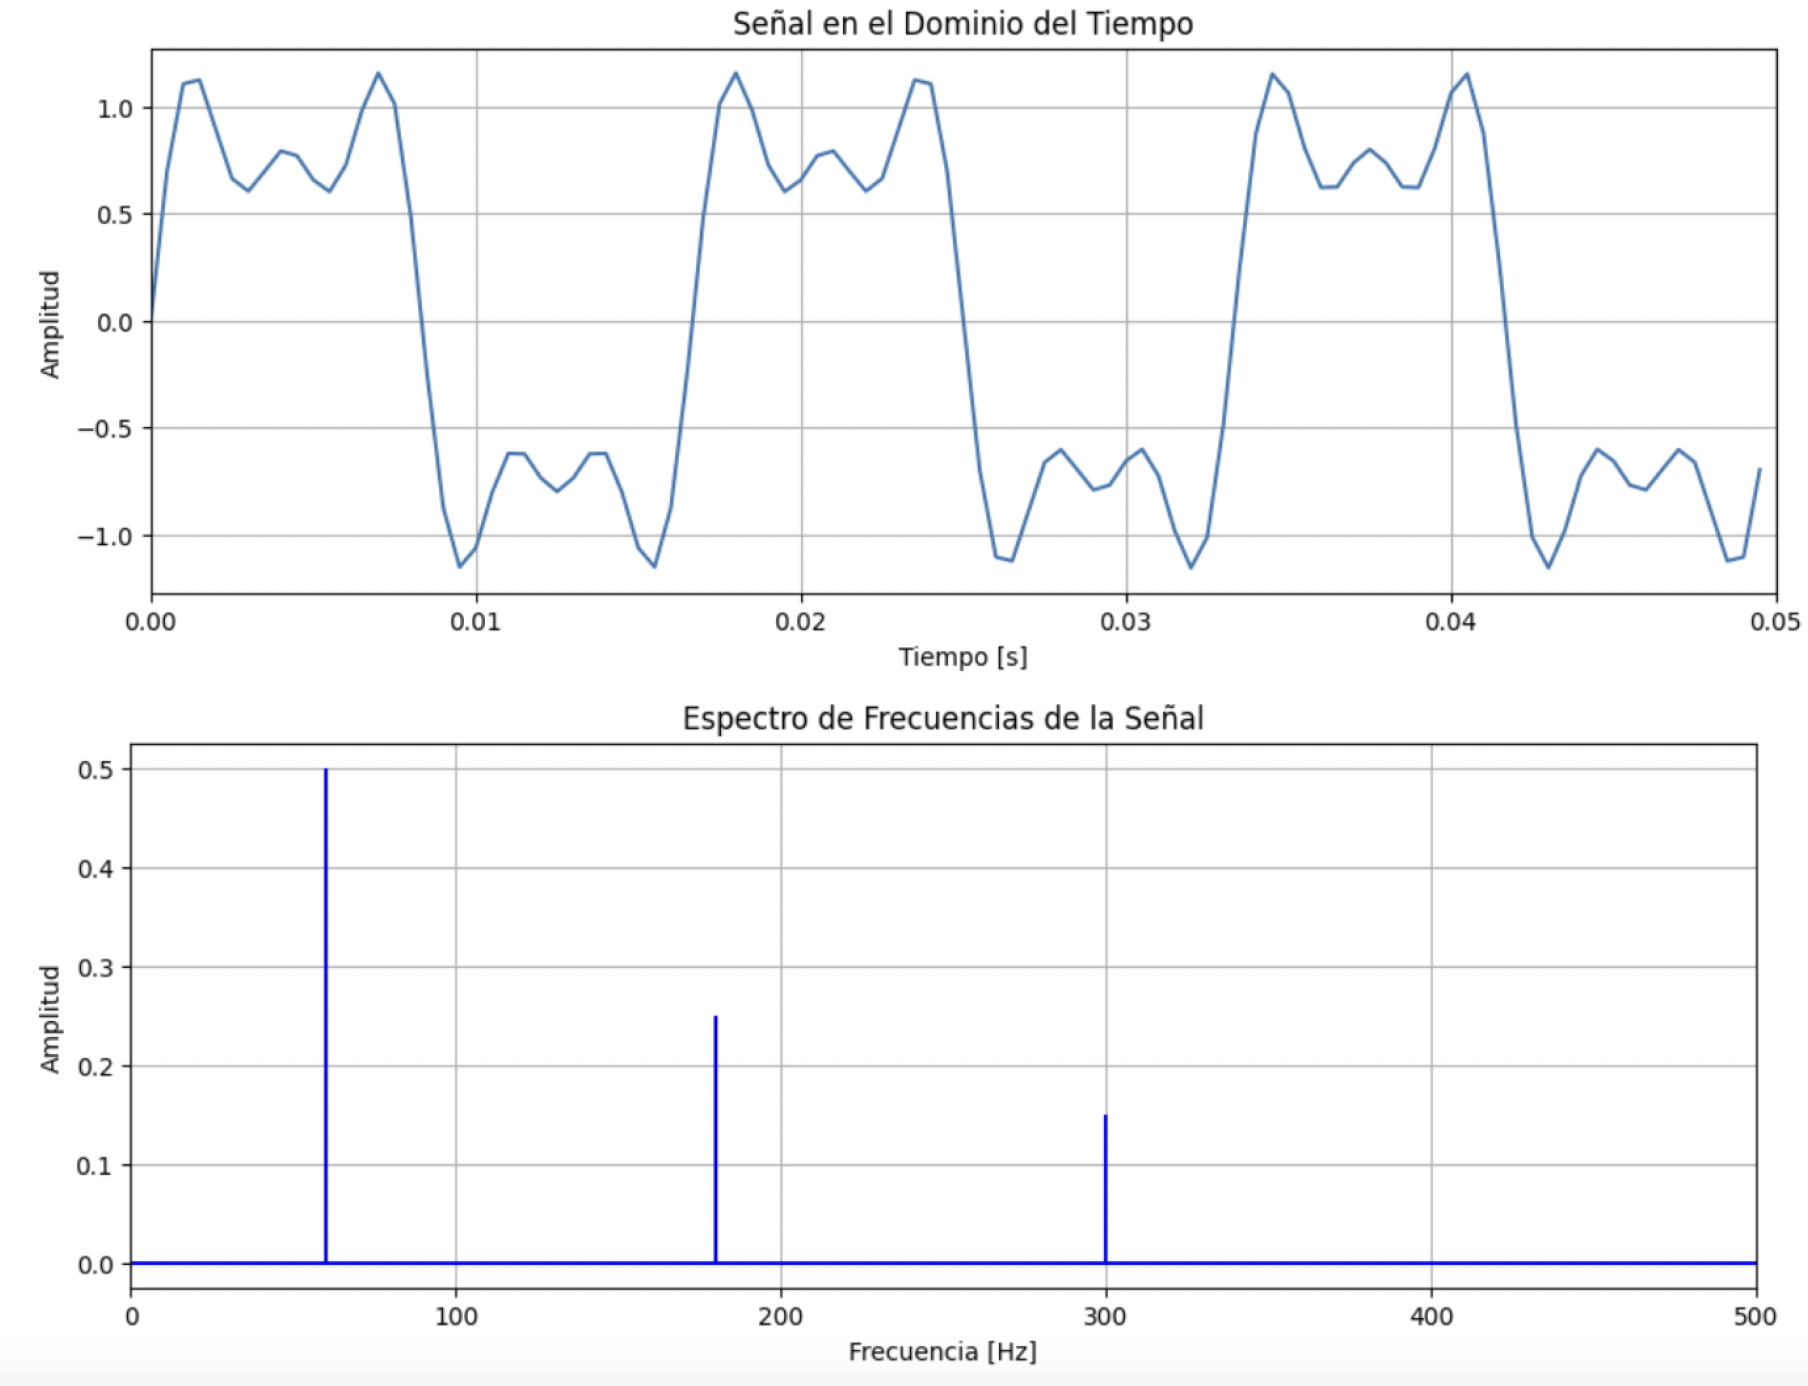 Señal en el Dominio del Tiempo
Amplitud
1.0
0.5
0.0
−0.5
−1.0
0.00 0.01 0.02 0.03 0.04 0.05
Tiempo [s]
Espectro de Frecuencias de la Señal
Amplitud
0.5
0.4
0.3
0.2
0.1
0.0
0 100 200 300 400 500
Frecuencia [Hz]